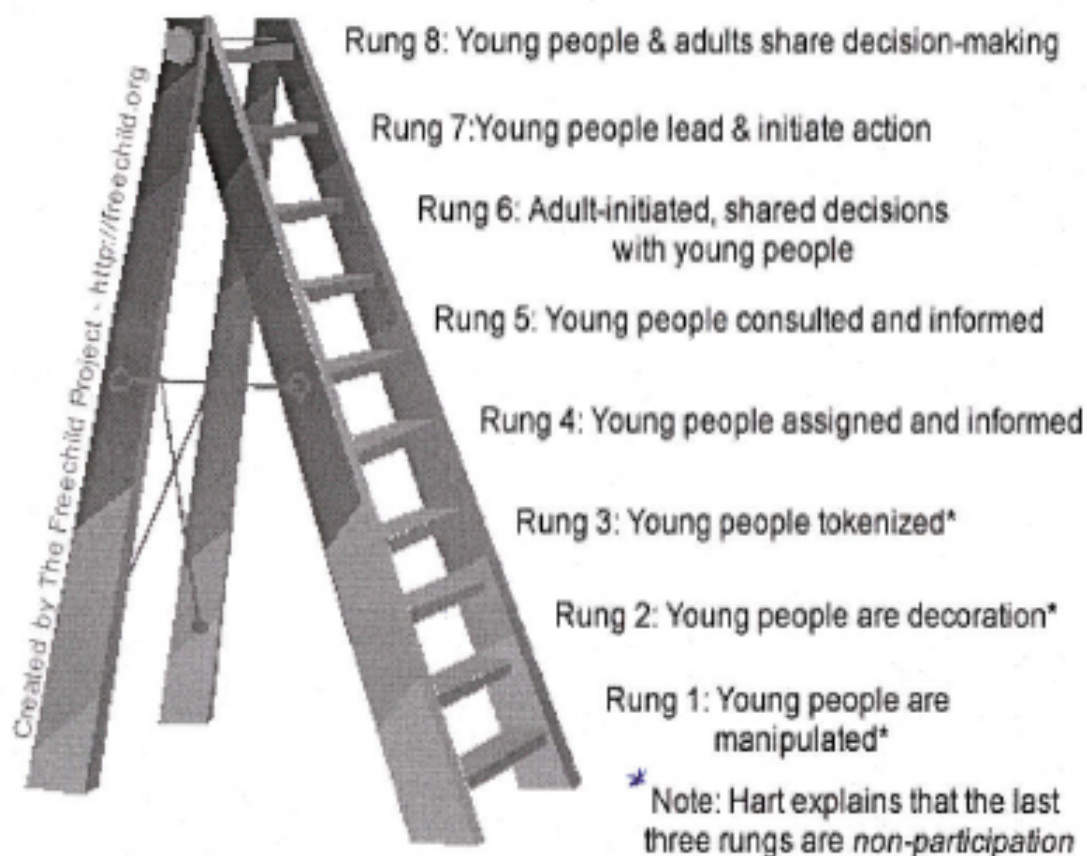 Rung 8: Young people & adults share decision-making
Rung 7:Young people lead & initiate action
Rung 6: Adult-initiated, shared decisions
with young people
Rung 5: Young people consulted and informed
Rung 4: Young people assigned and informed
Rung 3: Young people tokenized*
Rung 2: Young people are decoration*
Rung 1: Young people are
manipulated*
* Note: Hart explains that the last
three rungs are non-participation
Created by The Freechild Project - http://freechild.org